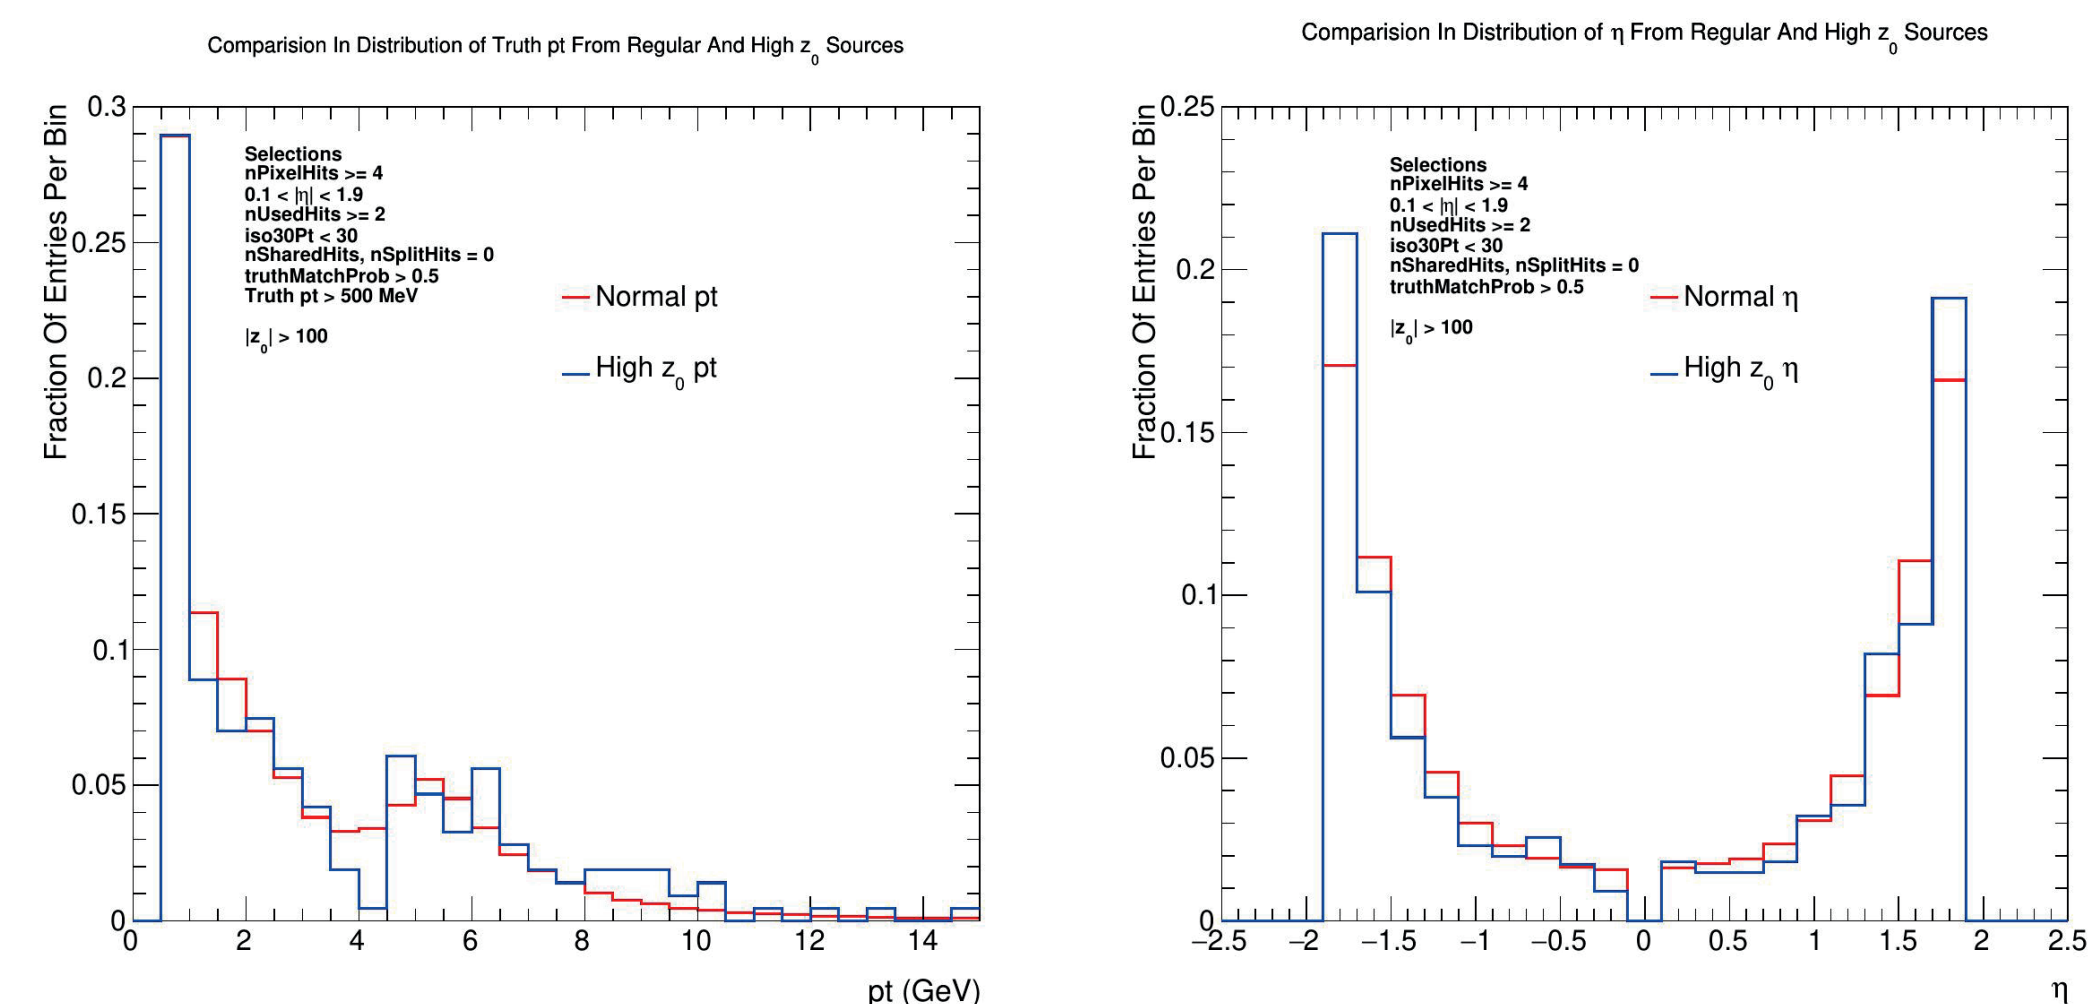 Comparision In Distribution of Truth pt From Regular And High z0 Sources
Fraction Of Entries Per Bin
0.3
0.25
0.2
0.15
0.1
0.05
0
Selections
nPixelHits >= 4
0.1 < |η| < 1.9
nUsedHits >= 2
iso30Pt < 30
nSharedHits, nSplitHits = 0
truthMatchProb > 0.5
Truth pt > 500 MeV
|z0| > 100
Normal pt
High z0 pt
0 2 4 6 8 10 12 14
pt (GeV)
Comparision In Distribution of η From Regular And High z0 Sources
Fraction Of Entries Per Bin
0.25
0.2
0.15
0.1
0.05
0
Selections
nPixelHits >= 4
0.1 < |η| < 1.9
nUsedHits >= 2
iso30Pt < 30
nSharedHits, nSplitHits = 0
truthMatchProb > 0.5
|z0| > 100
Normal η
High z0 η
−2.5 −2 −1.5 −1 −0.5 0 0.5 1 1.5 2 2.5
η